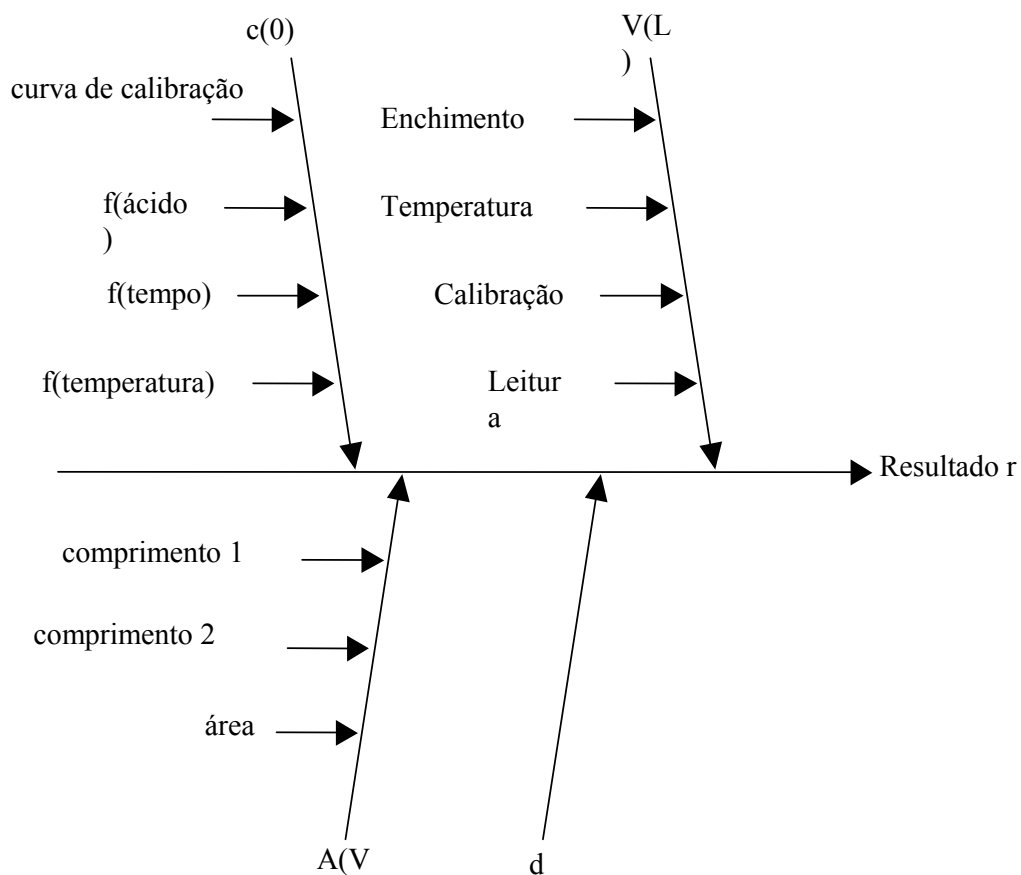 c(0)
V(L
)
curva de calibração
Enchimento
f(ácido
)
Temperatura
f(tempo)
Calibração
f(temperatura)
Leitur
a
Resultado r
comprimento 1
comprimento 2
área
A(V
d